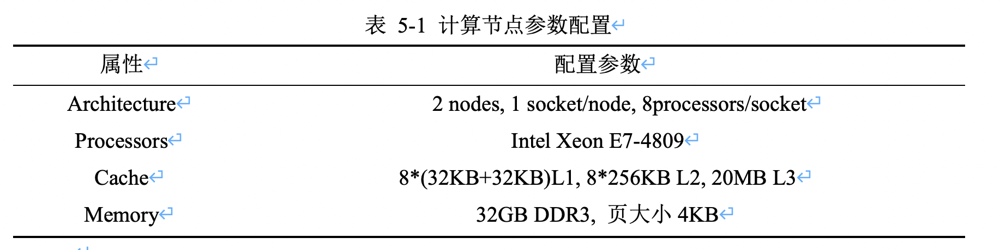 表 5-1 计算节点参数配置
属性 配置参数
Architecture 2 nodes, 1 socket/node, 8processors/socket
Processors Intel Xeon E7-4809
Cache 8*(32KB+32KB)L1, 8*256KB L2, 20MB L3
Memory 32GB DDR3, 页大小 4KB